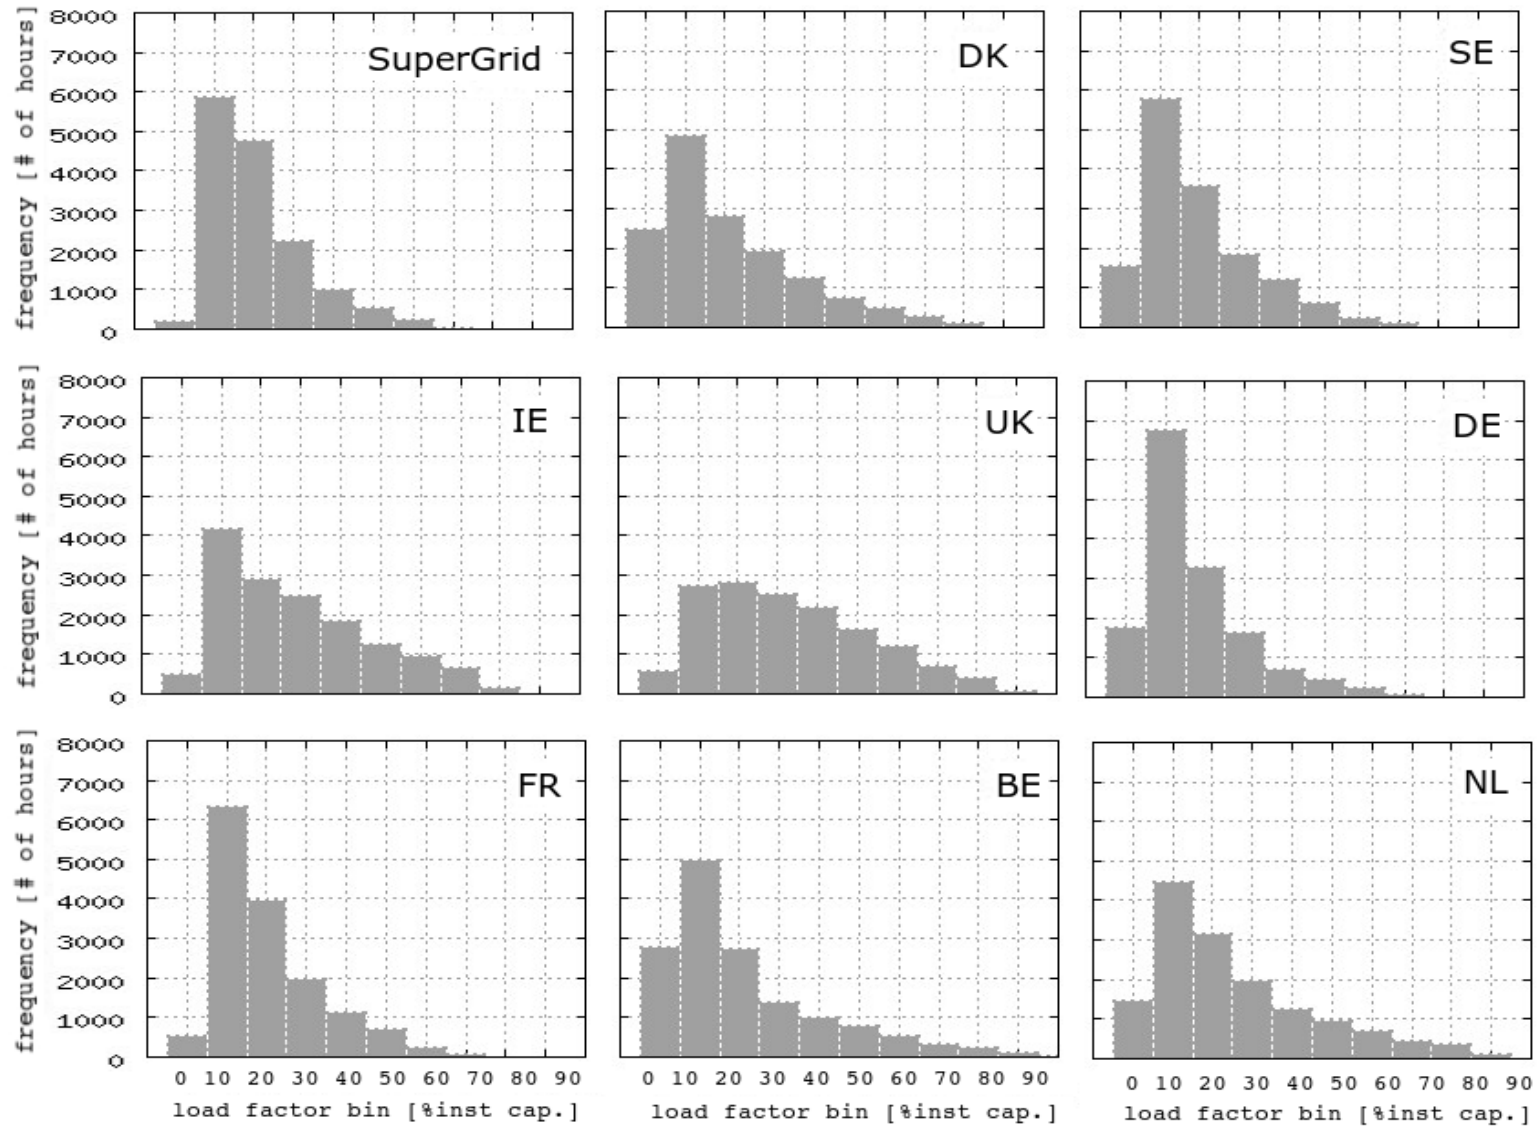 8000
7000
6000
5000
4000
3000
2000
1000
0
frequency [# of hours]
SuperGrid
DK
SE
8000
7000
6000
5000
4000
3000
2000
1000
0
frequency [# of hours]
IE
UK
DE
8000
7000
6000
5000
4000
3000
2000
1000
0
frequency [# of hours]
FR
BE
NL
0 10 20 30 40 50 60 70 80 90
load factor bin [%inst cap.]
0 10 20 30 40 50 60 70 80 90
load factor bin [%inst cap.]
0 10 20 30 40 50 60 70 80 90
load factor bin [%inst cap.]